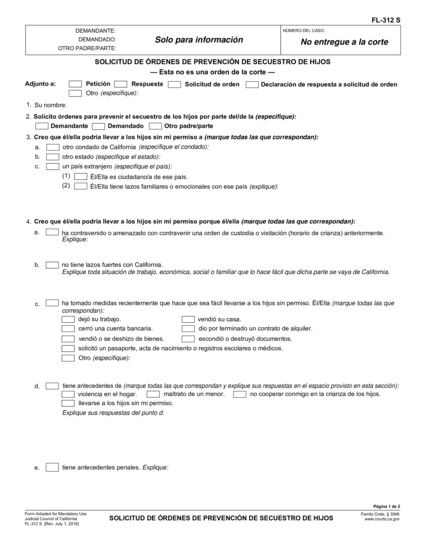 FL-312 S
DEMANDANTE:
DEMANDADO:
OTRO PADRE/PARTE:
Solo para información
NÚMERO DEL CASO:
No entregue a la corte
SOLICITUD DE ÓRDENES DE PREVENCIÓN DE SECUESTRO DE HIJOS
— Esto no es una orden de la corte —
Adjunto a: Petición Respuesta Solicitud de orden Declaración de respuesta a solicitud de orden
Otro (especifique):
1. Su nombre:
2. Solicito órdenes para prevenir el secuestro de los hijos por parte del/de la (especifique):
Demandante Demandado Otro padre/parte
3. Creo que él/ella podría llevar a los hijos sin mi permiso a (marque todas las que correspondan):
a. otro condado de California (especifique el condado):
b. otro estado (especifique el estado):
c. un país extranjero (especifique el país):
(1) Él/Ella es ciudadano/a de ese país.
(2) Él/Ella tiene lazos familiares o emocionales con ese país (explique):
4. Creo que él/ella podría llevar a los hijos sin mi permiso porque él/ella (marque todas las que correspondan):
a. ha contravenido o amenazado con contravenir una orden de custodia o visitación (horario de crianza) anteriormente.
Explique:
b. no tiene lazos fuertes con California.
Explique toda situación de trabajo, económica, social o familiar que lo hace fácil que dicha parte se vaya de California.
c. ha tomado medidas recientemente que hace que sea fácil llevarse a los hijos sin permiso. Él/Ella (marque todas las que
correspondan):
dejó su trabajo. vendió su casa.
cerró una cuenta bancaria. dio por terminado un contrato de alquiler.
vendió o se deshizo de bienes. escondió o destruyó documentos.
solicitó un pasaporte, acta de nacimiento o registros escolares o médicos.
Otro (especifique):
d. tiene antecedentes de (marque todas las que correspondan y explique sus respuestas en el espacio provisto en esta sección):
violencia en el hogar. maltrato de un menor. no cooperar conmigo en la crianza de los hijos.
llevarse a los hijos sin mi permiso.
Explique sus respuestas del punto d.
e. tiene antecedentes penales. Explique:
Página 1 de 2
Form Adopted for Mandatory Use
Judicial Council of California
FL-312 S [Rev. July 1, 2016]
SOLICITUD DE ÓRDENES DE PREVENCIÓN DE SECUESTRO DE HIJOS
Family Code, § 3048
www.courts.ca.gov